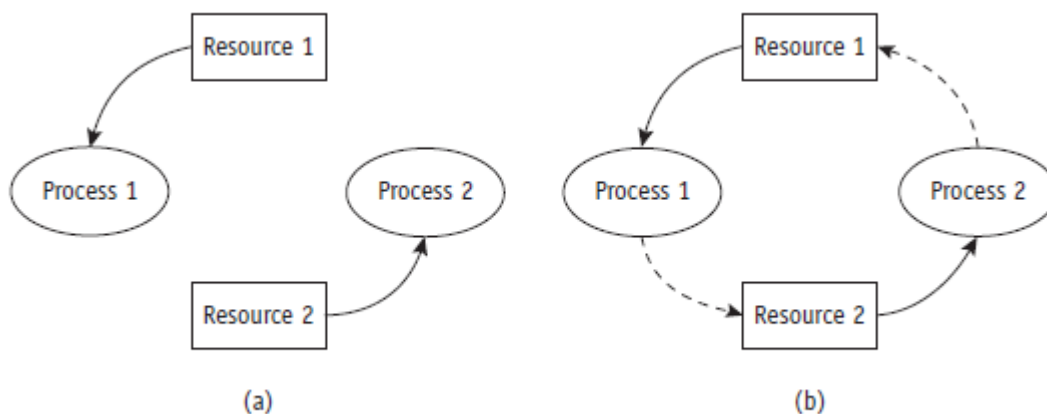 Resource 1
Resource 1
Process 1
Process 2
Process 1
Process 2
Resource 2
Resource 2
(a)
(b)